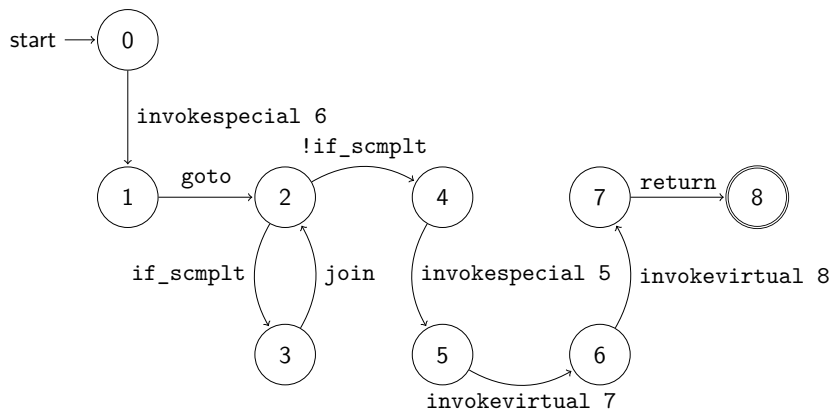 start
0
invokespecial 6
!if_scmplt
1
goto
2
4
7
return
8
if_scmplt
join
invokespecial 5
invokevirtual 8
3
5
6
invokevirtual 7